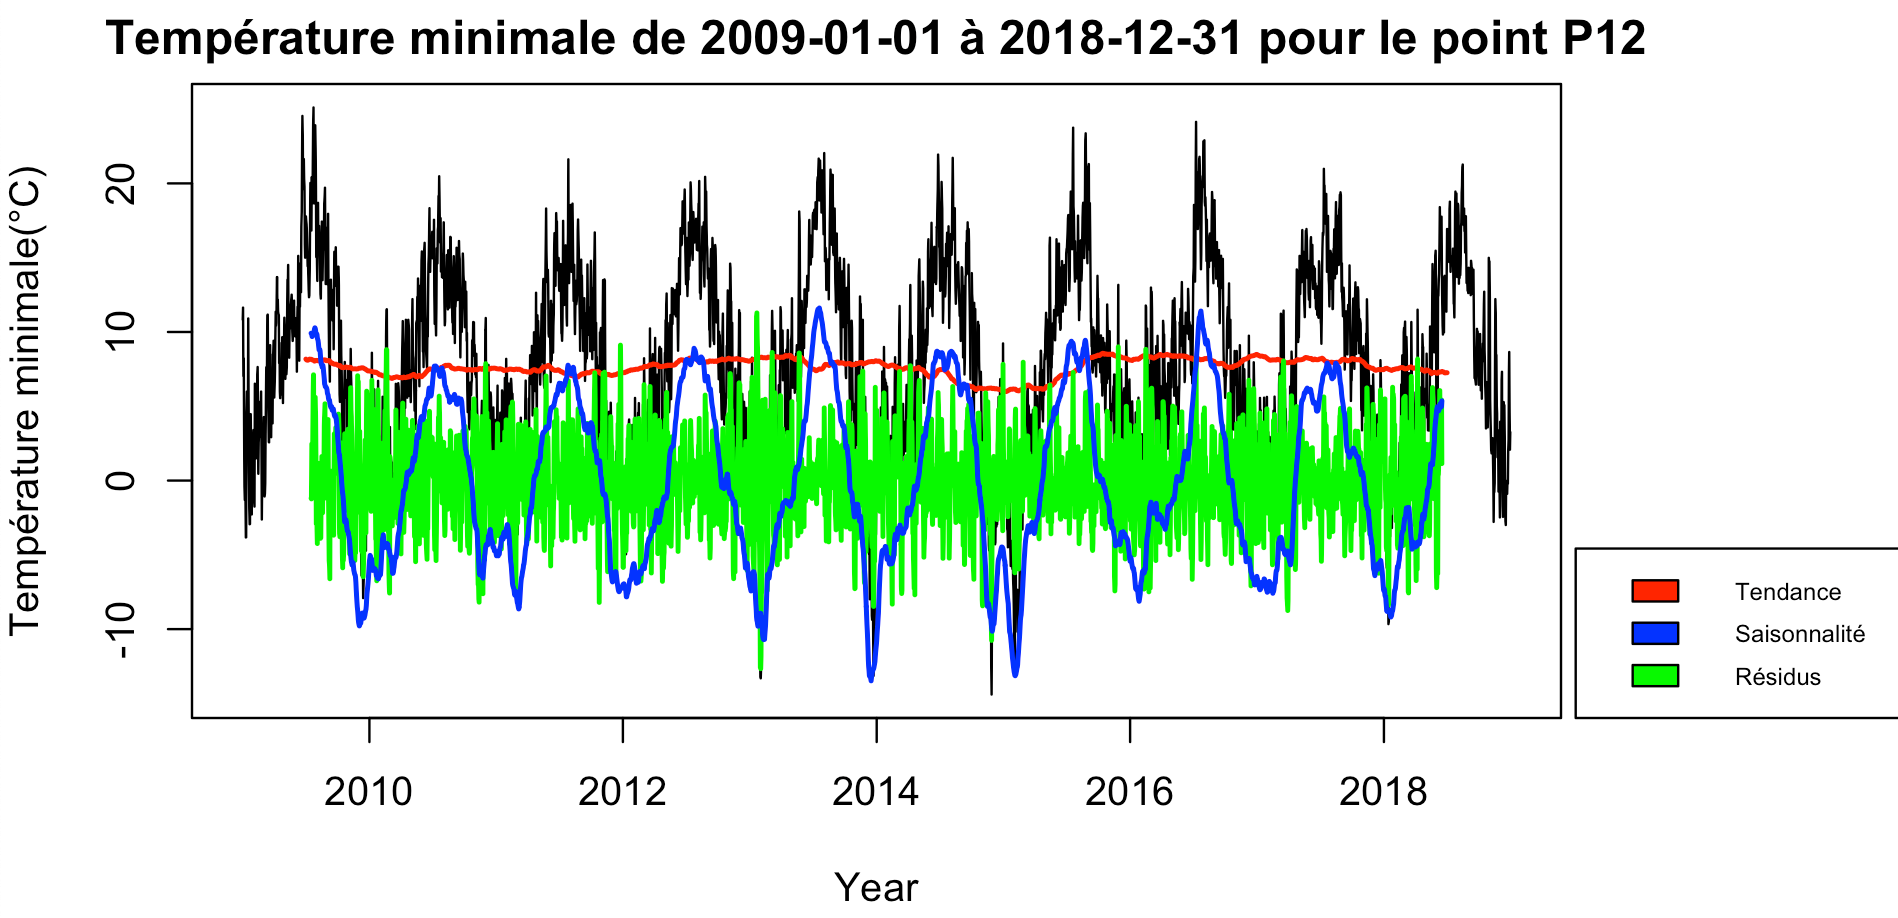 Température minimale de 2009-01-01 à 2018-12-31 pour le point P12
Température minimale(°C)
20
10
0
-10
2010
2012
2014
2016
2018
Year
Tendance
Saisonnalité
Résidus